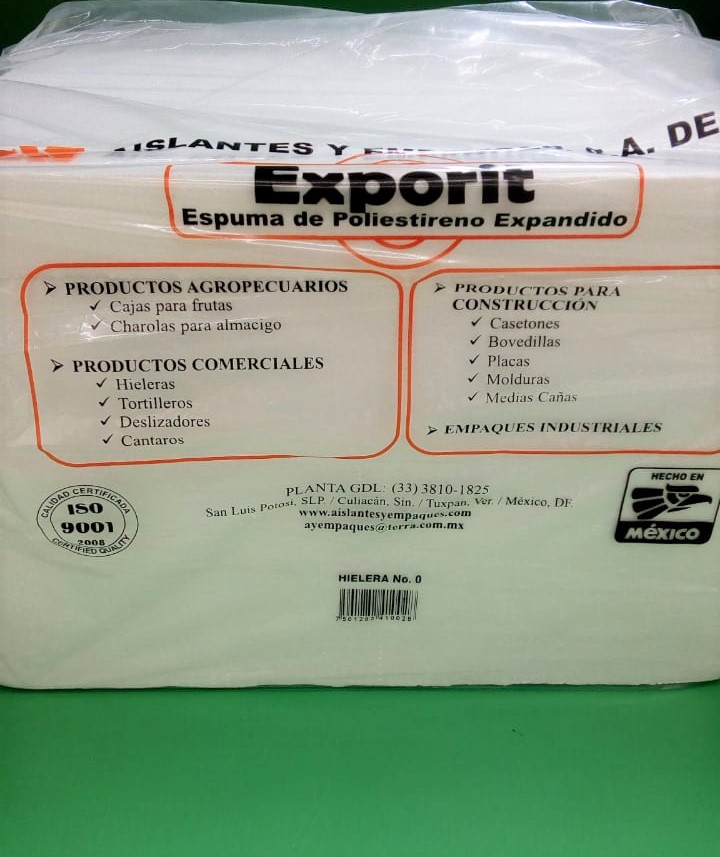 AISLANTES Y S.A. DE
Exporit
Espuma de Poliestireno Expandido
➢ PRODUCTOS AGROPECUARIOS
✓ Cajas para frutas
✓ Charolas para almacigo
➢ PRODUCTOS COMERCIALES
✓ Hieleras
✓ Tortilleros
✓ Deslizadores
✓ Cantaros
➢ PRODUCTOS PARA
CONSTRUCCIÓN
✓ Casetones
✓ Bovedillas
✓ Placas
✓ Molduras
✓ Medias Cañas
➢ EMPAQUES INDUSTRIALES
CALIDAD CERTIFICADA
ISO
9001
2008
CERTIFIED QUALITY
PLANTA GDL: (33) 3810-1825
San Luis Potosí, SLP. / Culiacán, Sin. / Tuxpan, Ver. / México, DF.
www.aislantesyempaques.com
ayempaques@terra.com.mx
HECHO EN
MéXICO
HIELERA No. 0